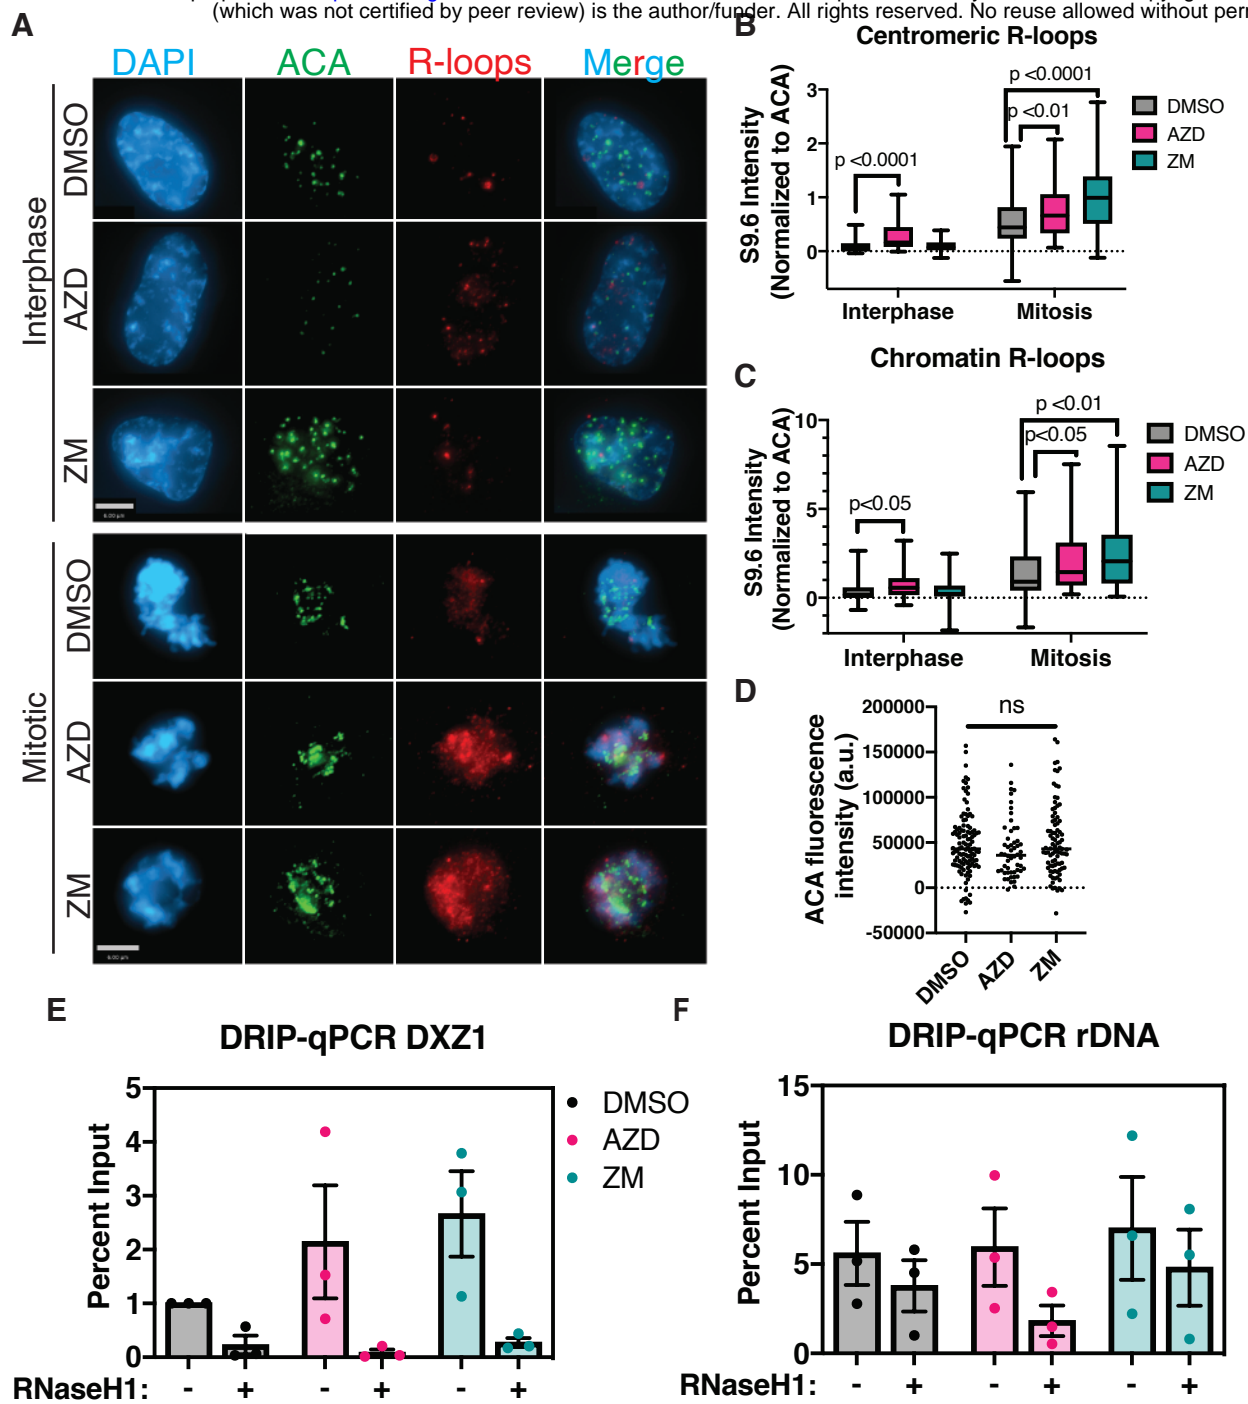 (which was not certified by peer review) is the author/funder. All rights reserved. No reuse allowed without per
A
DAPI ACA R-loops Merge
Interphase
DMSO
AZD
ZM
Mitotic
DMSO
AZD
ZM
B
Centromeric R-loops
S9.6 Intensity
(Normalized to ACA)
3
2
1
0
p <0.0001
p <0.0001
p <0.01
DMSO
AZD
ZM
Interphase Mitosis
C
Chromatin R-loops
S9.6 Intensity
(Normalized to ACA)
10
5
0
p<0.05
p <0.01
p<0.05
DMSO
AZD
ZM
Interphase Mitosis
D
ACA fluorescence
intensity (a.u.)
200000
150000
100000
50000
0
-50000
ns
DMSO AZD ZM
E
DRIP-qPCR DXZ1
Percent Input
5
4
3
2
1
0
DMSO
AZD
ZM
RNaseH1: - + - + - +
F
DRIP-qPCR rDNA
Percent Input
15
10
5
0
RNaseH1: - + - + - +